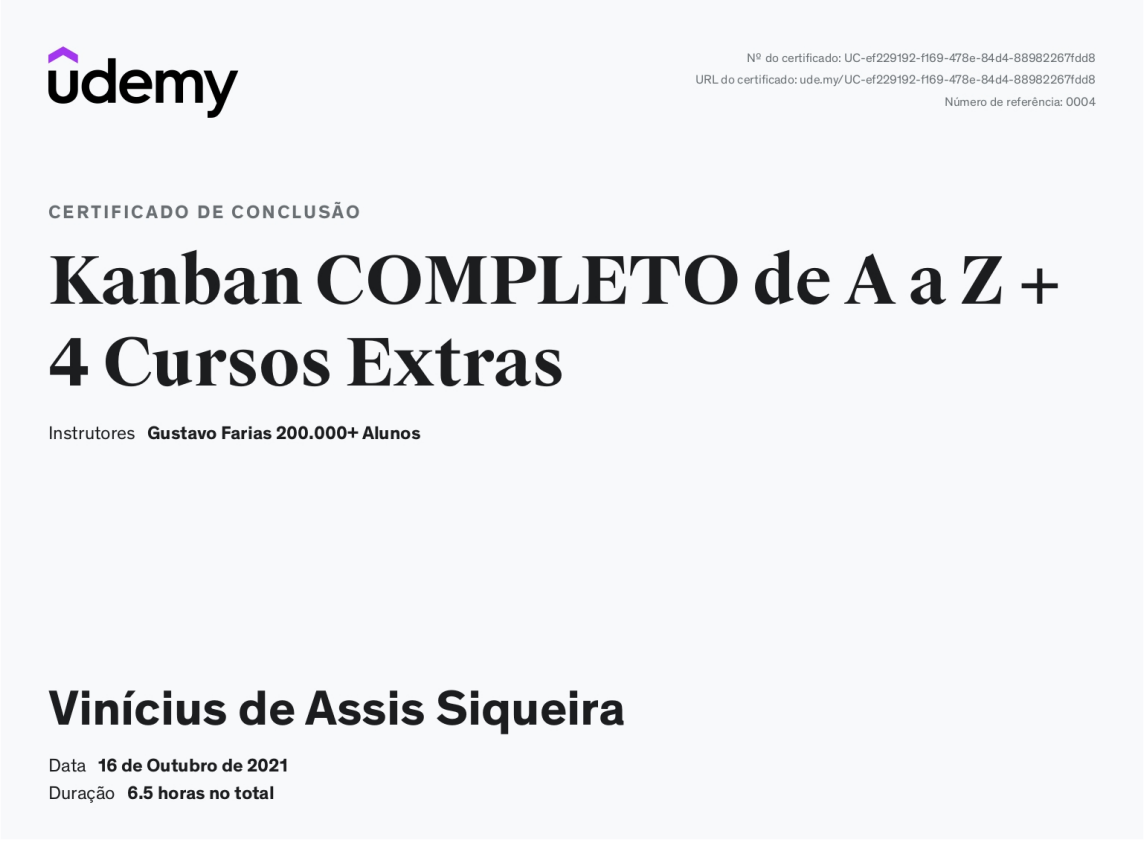 udemy
Nº do certificado: UC-ef229192-f169-478e-84d4-88982267fdd8
URL do certificado: ude.my/UC-ef229192-f169-478e-84d4-88982267fdd8
Número de referência: 0004
CERTIFICADO DE CONCLUSÃO
Kanban COMPLETO de A a Z +
4 Cursos Extras
Instrutores Gustavo Farias 200.000+ Alunos
Vinícius de Assis Siqueira
Data 16 de Outubro de 2021
Duração 6.5 horas no total